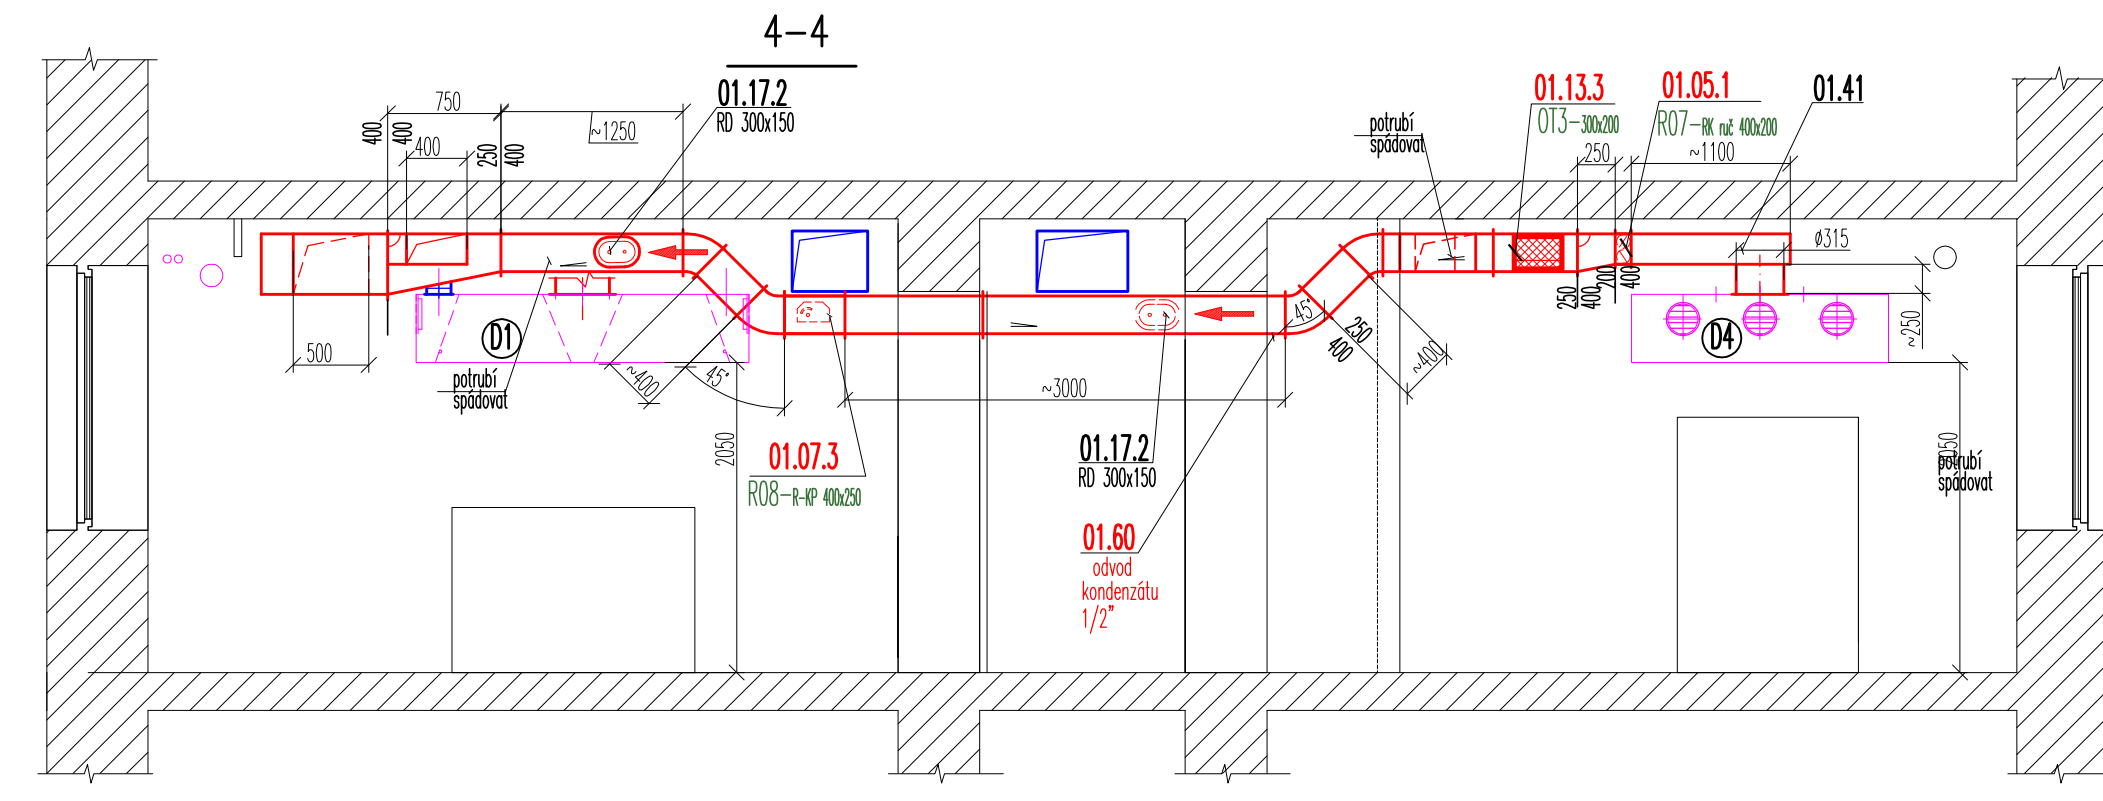 4-4
01.17.2
RD 300x150
750
~1250
400
400
400
250
400
potrubí
spádovat
01.13.3
OT3-300x200
01.05.1
R07-RK ruč 400x200
01.41
250
~1100
Ø315
250
400
200
400
~250
D1
D4
500
potrubí
spádovat
~400
45°
2050
~3000
45°
250
400
~400
01.07.3
R08-R-KP 400x250
01.17.2
RD 300x150
01.60
odvod
kondenzátu
1/2"
potrubí
spádovat